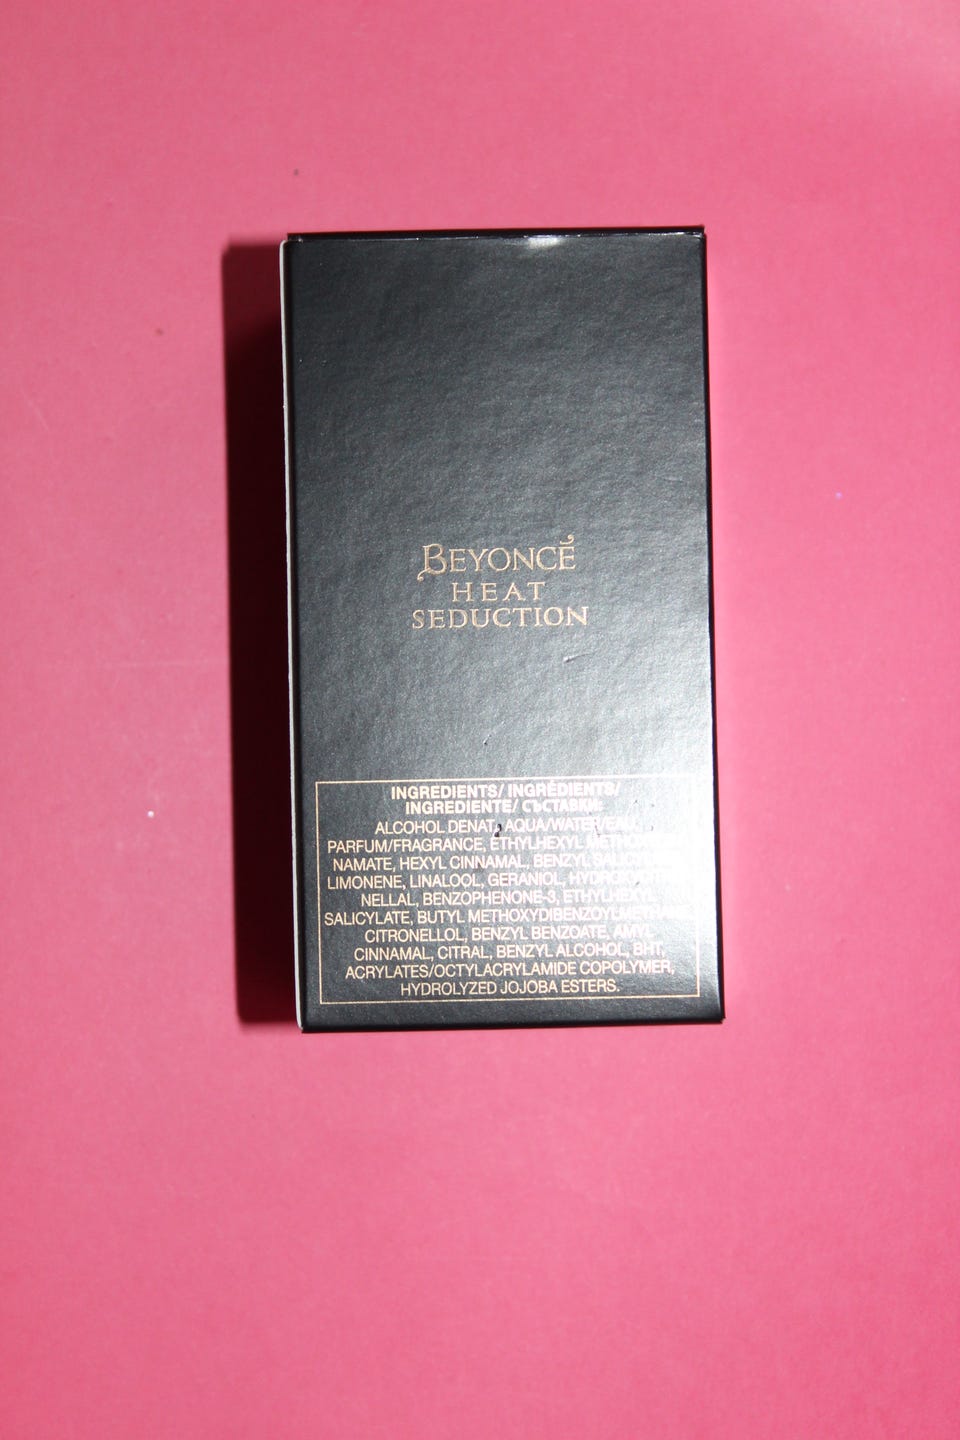 BEYONCÉ
HEAT
SEDUCTION
INGREDIENTS/ INGRÉDIENTS/
INGREDIENTE/ СЪСТАВКИ:
ALCOHOL DENAT., AQUA/WATER/EAU,
PARFUM/FRAGRANCE, ETHYLHEXYL
NAMATE, HEXYL CINNAMAL, BENZYL
LIMONENE, LINALOOL, GERANIOL,
NELLAL, BENZOPHENONE-3, ETHYLHEXYL
SALICYLATE, BUTYL METHOXYDIBENZOYLMETHANE,
CITRONELLOL, BENZYL BENZOATE, AMYL
CINNAMAL, CITRAL, BENZYL ALCOHOL, BHT,
ACRYLATES/OCTYLACRYLAMIDE COPOLYMER,
HYDROLYZED JOJOBA ESTERS.